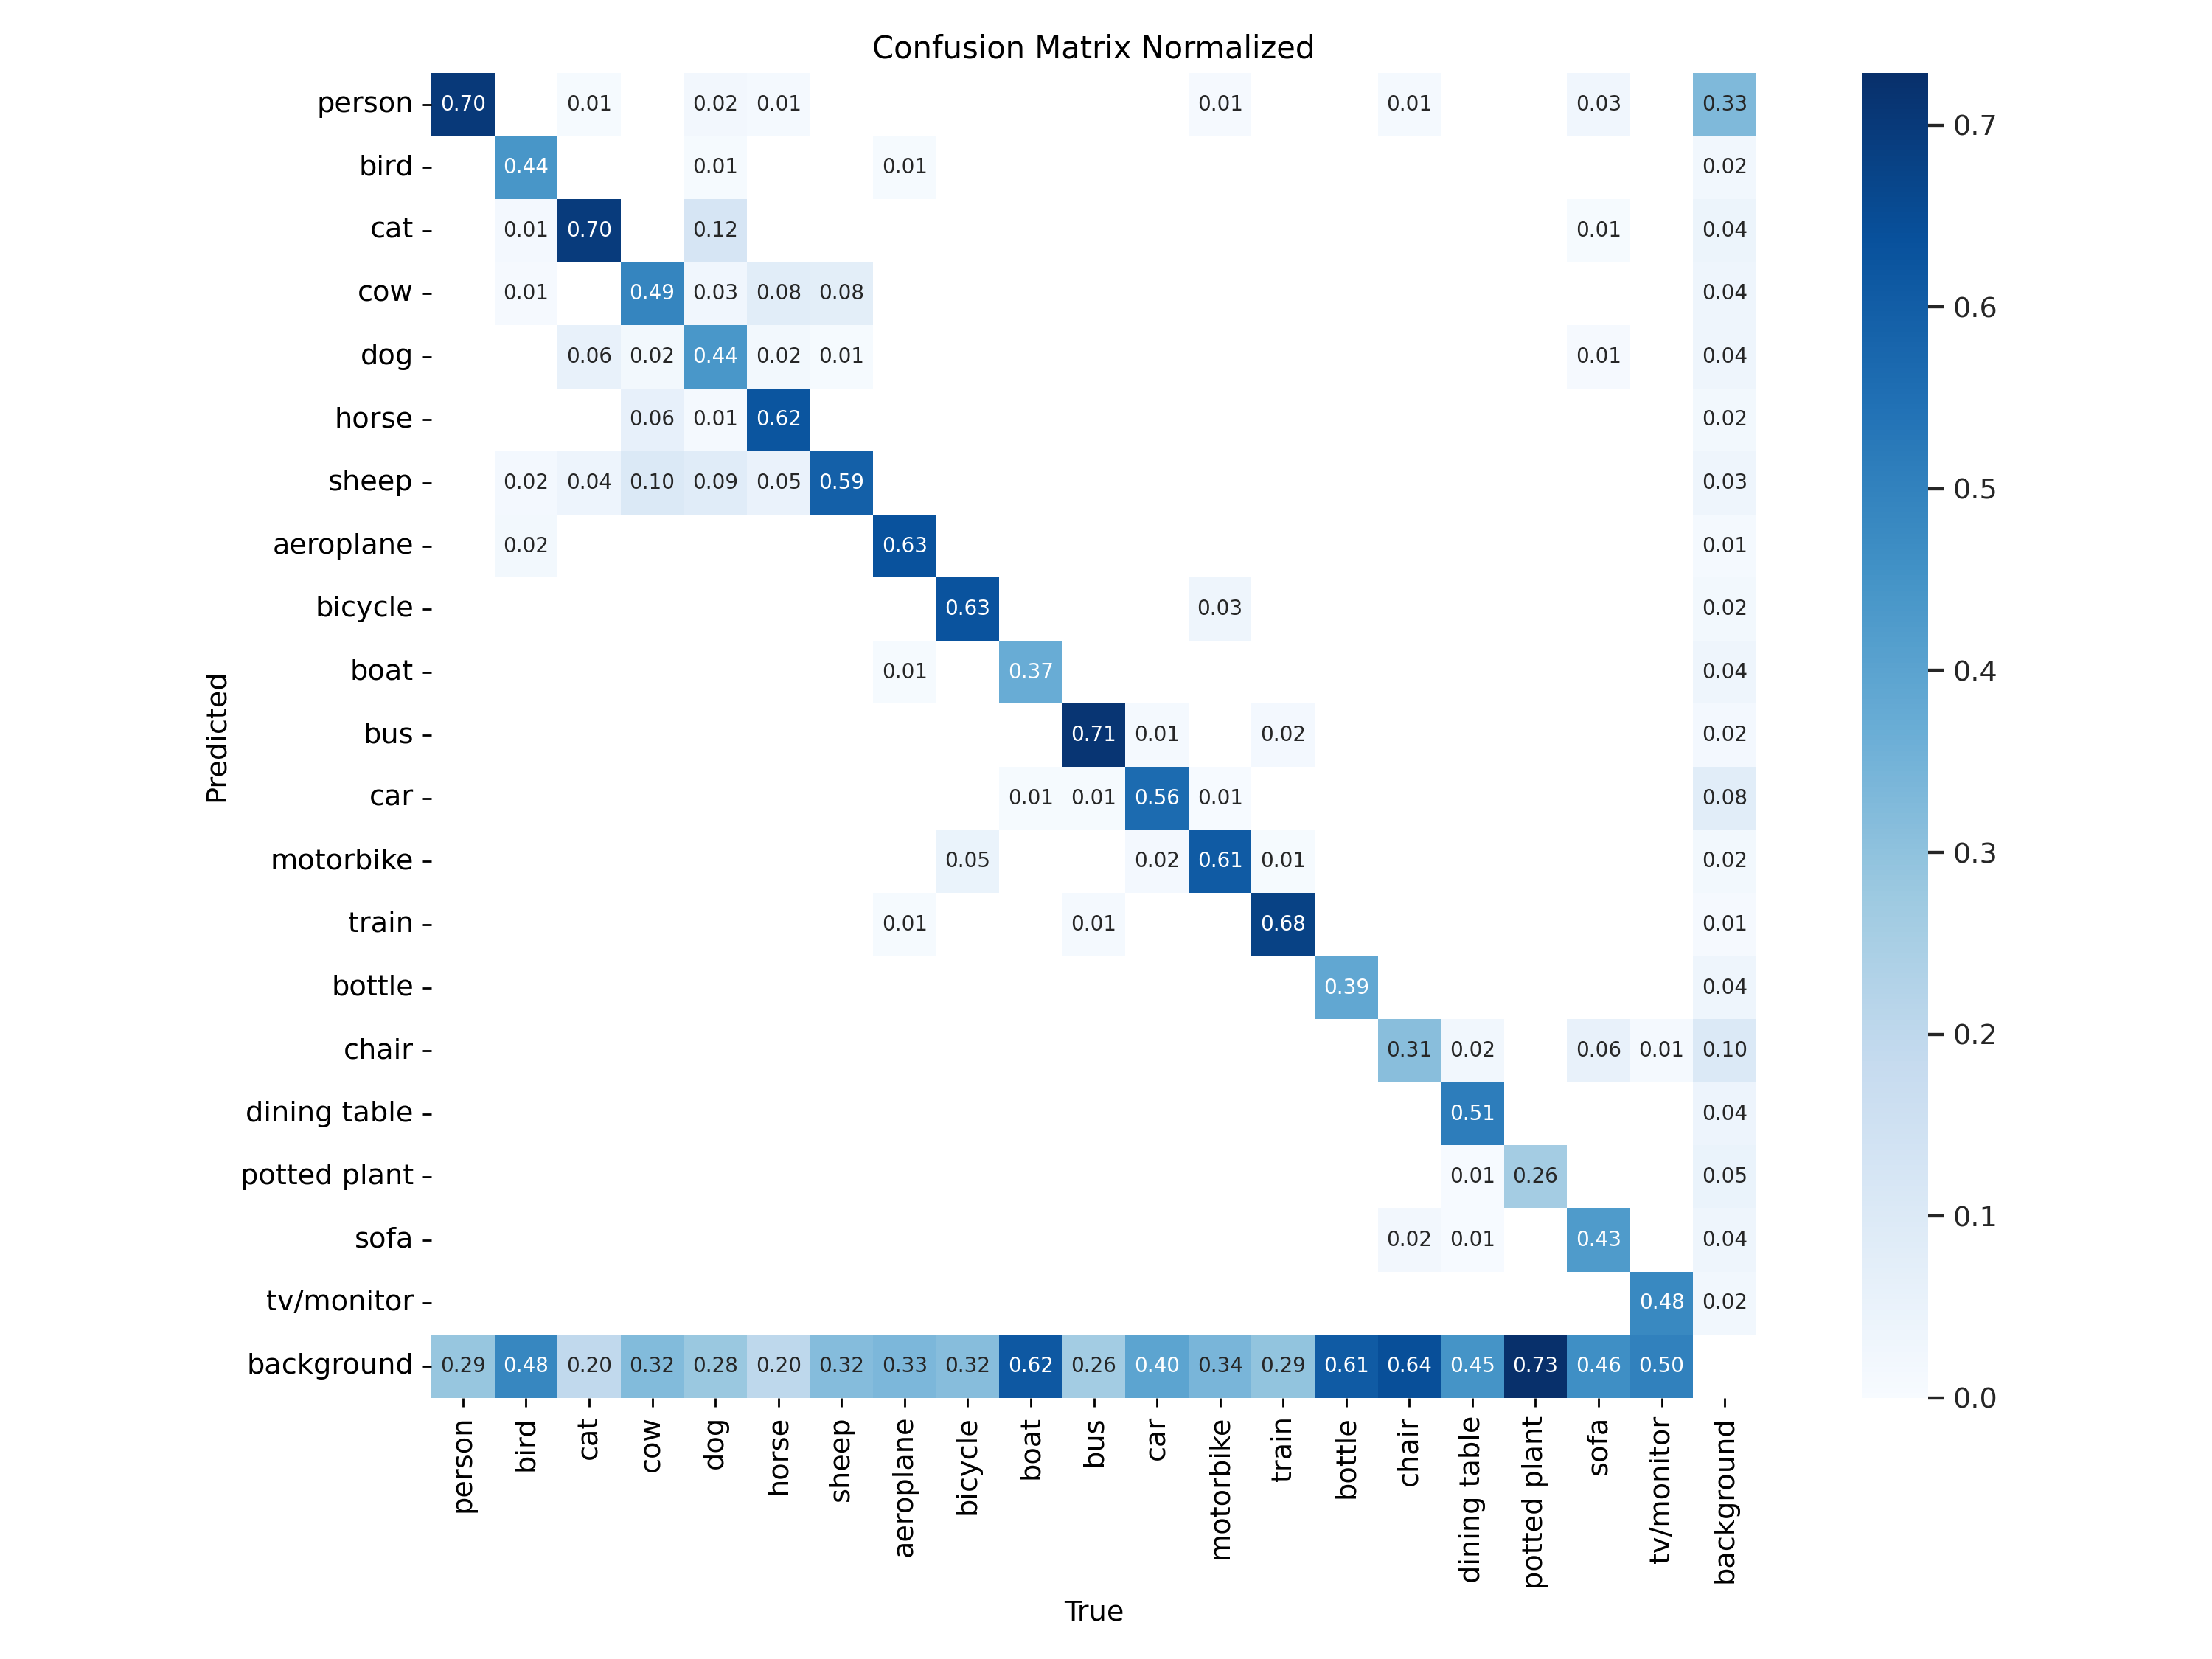 Confusion Matrix Normalized
person 0.70 0.01 0.02 0.01 0.01 0.01 0.03 0.33
bird 0.44 0.01 0.01 0.02
cat 0.01 0.70 0.12 0.01 0.04
cow 0.01 0.49 0.03 0.08 0.08 0.04
dog 0.06 0.02 0.44 0.02 0.01 0.01 0.04
horse 0.06 0.01 0.62 0.02
sheep 0.02 0.04 0.10 0.09 0.05 0.59 0.03
aeroplane 0.02 0.63 0.01
bicycle 0.63 0.03 0.02
boat 0.01 0.37 0.04
bus 0.71 0.01 0.02 0.02
car 0.01 0.01 0.56 0.01 0.08
motorbike 0.05 0.02 0.61 0.01 0.02
train 0.01 0.01 0.68 0.01
bottle 0.39 0.04
chair 0.31 0.02 0.06 0.01 0.10
dining table 0.51 0.04
potted plant 0.01 0.26 0.05
sofa 0.02 0.01 0.43 0.04
tv/monitor 0.48 0.02
background 0.29 0.48 0.20 0.32 0.28 0.20 0.32 0.33 0.32 0.62 0.26 0.40 0.34 0.29 0.61 0.64 0.45 0.73 0.46 0.50
person
bird
cat
cow
dog
horse
sheep
aeroplane
bicycle
boat
bus
car
motorbike
train
bottle
chair
dining table
potted plant
sofa
tv/monitor
background
True
Predicted
0.7
0.6
0.5
0.4
0.3
0.2
0.1
0.0